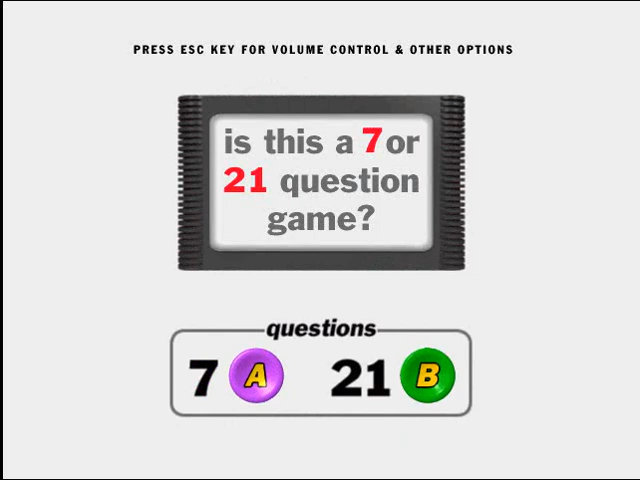 PRESS ESC KEY FOR VOLUME CONTROL & OTHER OPTIONS
is this a 7 or
21 question
game?
questions
7 A 21 B